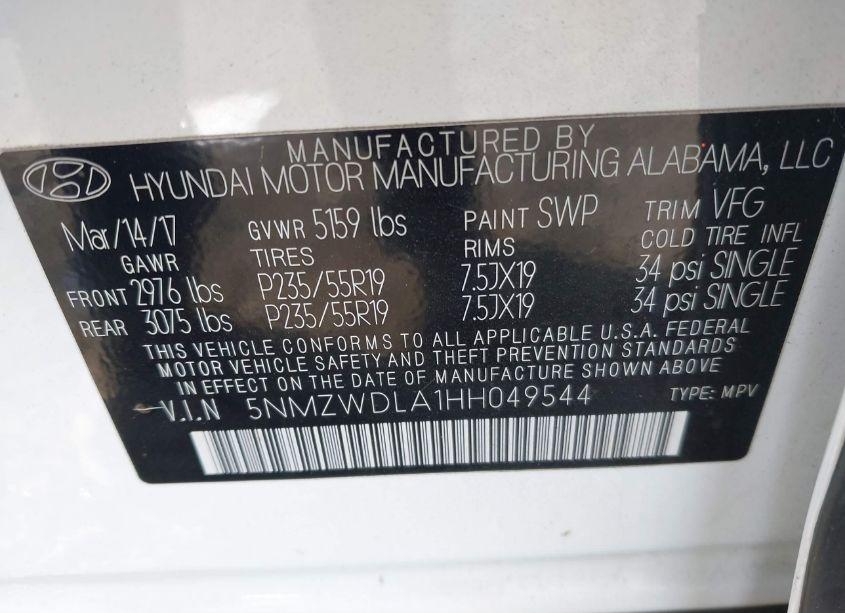 MANUFACTURED BY
HYUNDAI MOTOR MANUFACTURING ALABAMA, LLC
Mar/14/17 GVWR 5159 lbs PAINT SWP TRIM VFG
GAWR TIRES RIMS COLD TIRE INFL
FRONT 2976 lbs P235/55R19 7.5JX19 34 psi SINGLE
REAR 3075 lbs P235/55R19 7.5JX19 34 psi SINGLE
THIS VEHICLE CONFORMS TO ALL APPLICABLE U.S.A. FEDERAL
MOTOR VEHICLE SAFETY AND THEFT PREVENTION STANDARDS
IN EFFECT ON THE DATE OF MANUFACTURE SHOWN ABOVE
V.I.N 5NMZWDLA1HH049544 TYPE: MPV